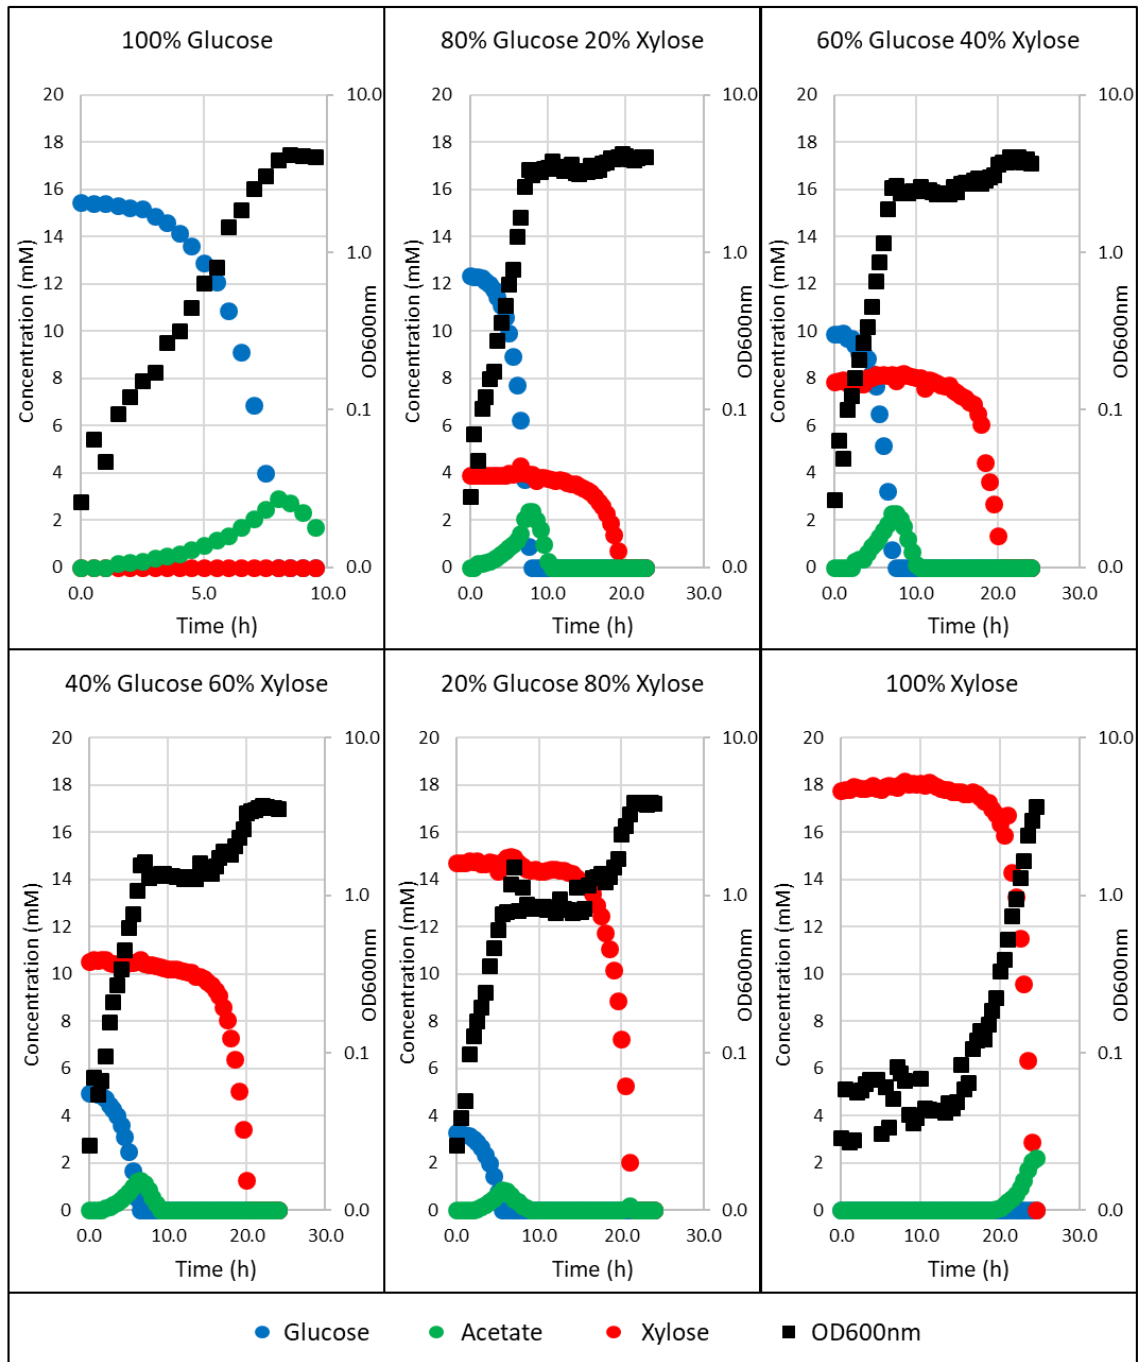 100% Glucose
20
18
16
14
12
10
8
6
4
2
0
Concentration (mM)
10.0
1.0
0.1
0.0
OD600nm
0.0 5.0 10.0
Time (h)
80% Glucose 20% Xylose
20
18
16
14
12
10
8
6
4
2
0
Concentration (mM)
10.0
1.0
0.1
0.0
OD600nm
0.0 10.0 20.0 30.0
Time (h)
60% Glucose 40% Xylose
20
18
16
14
12
10
8
6
4
2
0
Concentration (mM)
10.0
1.0
0.1
0.0
OD600nm
0.0 10.0 20.0 30.0
Time (h)
40% Glucose 60% Xylose
20
18
16
14
12
10
8
6
4
2
0
Concentration (mM)
10.0
1.0
0.1
0.0
OD600nm
0.0 10.0 20.0 30.0
Time (h)
20% Glucose 80% Xylose
20
18
16
14
12
10
8
6
4
2
0
Concentration (mM)
10.0
1.0
0.1
0.0
OD600nm
0.0 10.0 20.0 30.0
Time (h)
100% Xylose
20
18
16
14
12
10
8
6
4
2
0
Concentration (mM)
10.0
1.0
0.1
0.0
OD600nm
0.0 10.0 20.0 30.0
Time (h)
Glucose Acetate Xylose OD600nm